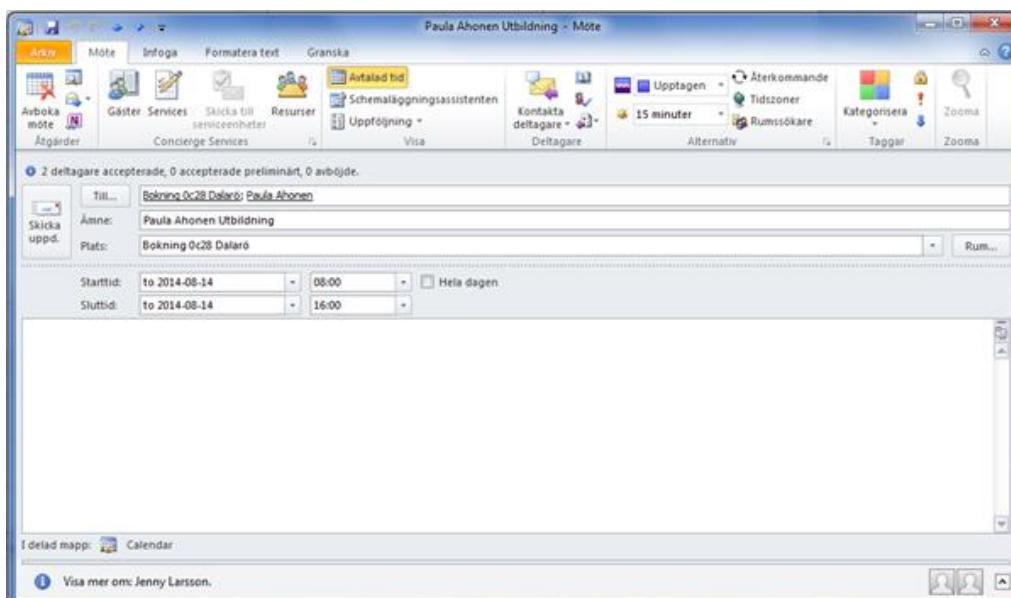 Paula Ahonen Utbildning - Möte
Arkiv Möte Infoga Formatera text Granska
Avboka möte Gäster Services Skicka till serviceenheter Resurser Avtalad tid Schemaläggningsassistenten Uppföljning Kontakta deltagare Upptagen 15 minuter Återkommande Tidszoner Rumssökare Kategorisera Zooma
Åtgärder Concierge Services Visa Deltagare Alternativ Taggar Zooma
2 deltagare accepterade, 0 accepterade preliminärt, 0 avböjde.
Till... Bokning 0c28 Dalarö; Paula Ahonen
Skicka uppd.
Ämne: Paula Ahonen Utbildning
Plats: Bokning 0c28 Dalarö Rum...
Starttid: to 2014-08-14 08:00 Hela dagen
Sluttid: to 2014-08-14 16:00
I delad mapp: Calendar
Visa mer om: Jenny Larsson.